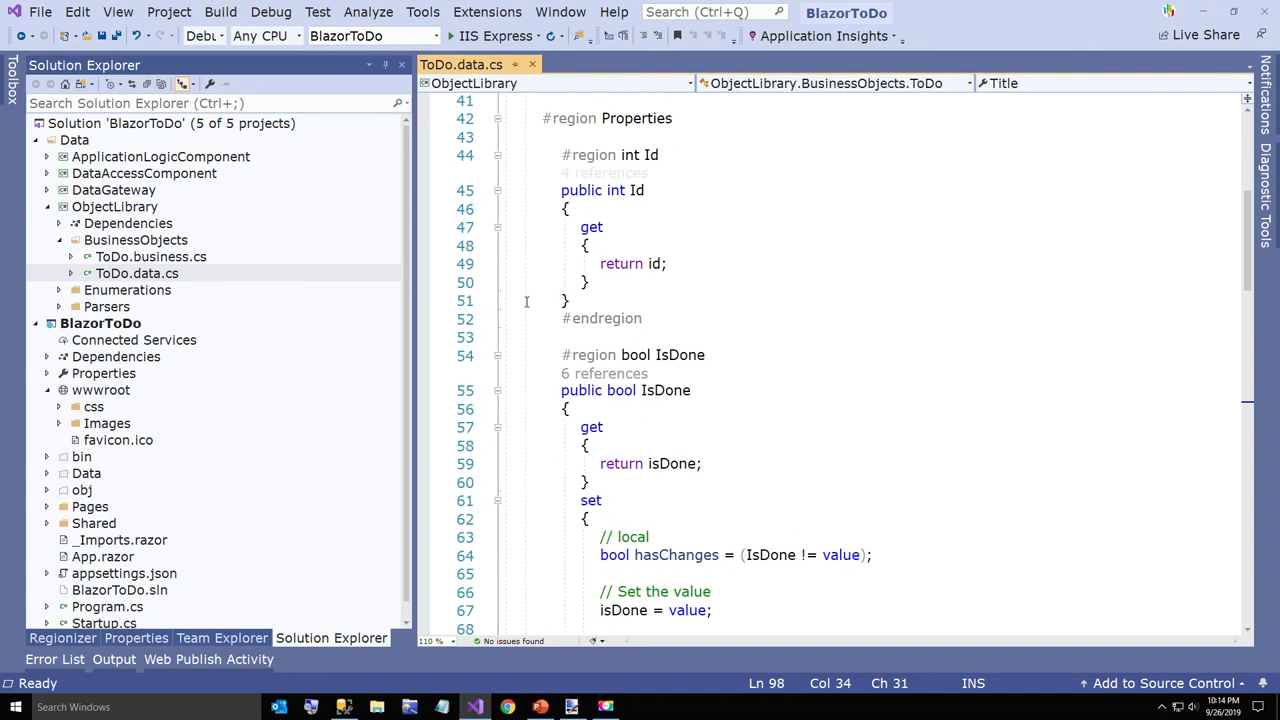 File Edit View Project Build Debug Test Analyze Tools Extensions Window Help Search (Ctrl+Q) BlazorToDo
Debu Any CPU BlazorToDo IIS Express Application Insights Live Share
Toolbox
Solution Explorer
Search Solution Explorer (Ctrl+;)
Solution 'BlazorToDo' (5 of 5 projects)
Data
ApplicationLogicComponent
DataAccessComponent
DataGateway
ObjectLibrary
Dependencies
BusinessObjects
ToDo.business.cs
ToDo.data.cs
Enumerations
Parsers
BlazorToDo
Connected Services
Dependencies
Properties
wwwroot
css
Images
favicon.ico
bin
Data
obj
Pages
Shared
_Imports.razor
App.razor
appsettings.json
BlazorToDo.sln
Program.cs
Startup.cs
Regionizer Properties Team Explorer Solution Explorer
Error List Output Web Publish Activity
ToDo.data.cs
ObjectLibrary ObjectLibrary.BusinessObjects.ToDo Title
41
42 #region Properties
43
44 #region int Id
4 references
45 public int Id
46 {
47 get
48 {
49 return id;
50 }
51 }
52 #endregion
53
54 #region bool IsDone
6 references
55 public bool IsDone
56 {
57 get
58 {
59 return isDone;
60 }
61 set
62 {
63 // local
64 bool hasChanges = (IsDone != value);
65
66 // Set the value
67 isDone = value;
68
110 % No issues found
Notifications
Diagnostic Tools
Ready Ln 98 Col 34 Ch 31 INS Add to Source Control
Search Windows
10:14 PM
9/26/2019